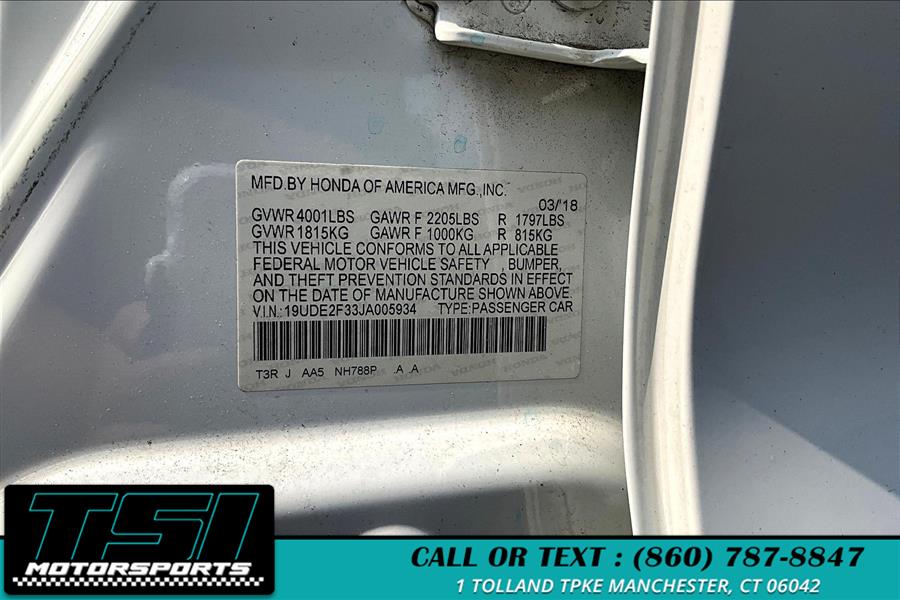 MFD.BY HONDA OF AMERICA MFG.,INC.
03/'18
GVWR 4001LBS GAWR F 2205LBS R 1797LBS
GVWR 1815KG GAWR F 1000KG R 815KG
THIS VEHICLE CONFORMS TO ALL APPLICABLE
FEDERAL MOTOR VEHICLE SAFETY , BUMPER,
AND THEFT PREVENTION STANDARDS IN EFFECT
ON THE DATE OF MANUFACTURE SHOWN ABOVE.
V.I.N.:19UDE2F33JA005934 TYPE:PASSENGER CAR
T3R J AA5 NH788P .A .A
TSI
MOTORSPORTS
CALL OR TEXT : (860) 787-8847
1 TOLLAND TPKE MANCHESTER, CT 06042